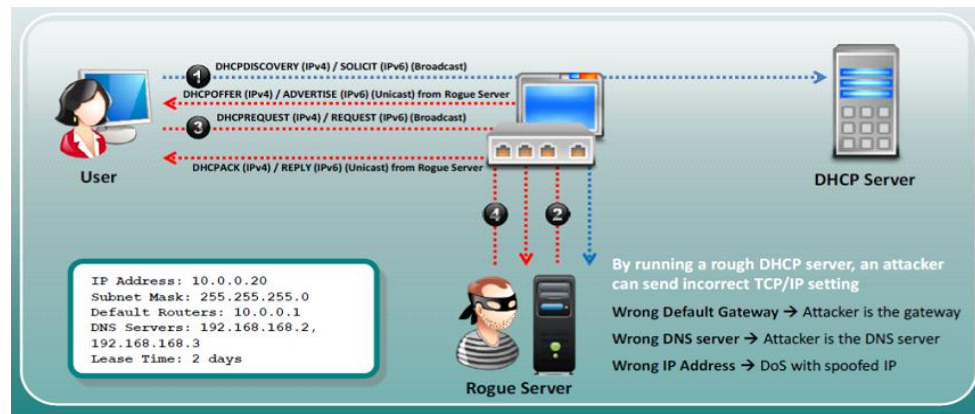 1
DHCPDISCOVERY (IPv4) / SOLICIT (IPv6) (Broadcast)
DHCPOFFER (IPv4) / ADVERTISE (IPv6) (Unicast) from Rogue Server
3
DHCPREQUEST (IPv4) / REQUEST (IPv6) (Broadcast)
DHCPACK (IPv4) / REPLY (IPv6) (Unicast) from Rogue Server
User
DHCP Server
4
2
IP Address: 10.0.0.20
Subnet Mask: 255.255.255.0
Default Routers: 10.0.0.1
DNS Servers: 192.168.168.2,
192.168.168.3
Lease Time: 2 days
Rogue Server
By running a rough DHCP server, an attacker
can send incorrect TCP/IP setting
Wrong Default Gateway → Attacker is the gateway
Wrong DNS server → Attacker is the DNS server
Wrong IP Address → DoS with spoofed IP